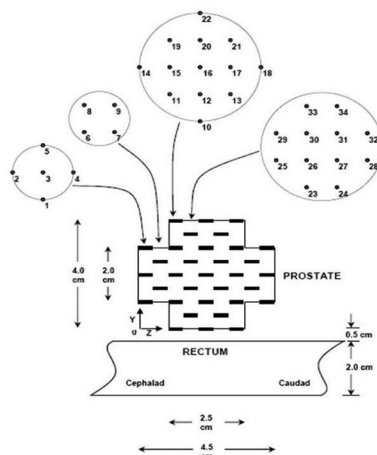 22
19 20 21
14 15 16 17 18
11 12 13
10
8 9
6 7
5
2 3 4
1
33 34
29 30 31 32
25 26 27 28
23 24
4.0
cm
2.0
cm
PROSTATE
Y
0 Z
0.5 cm
RECTUM
2.0
cm
Cephalad Caudad
2.5
cm
4.5